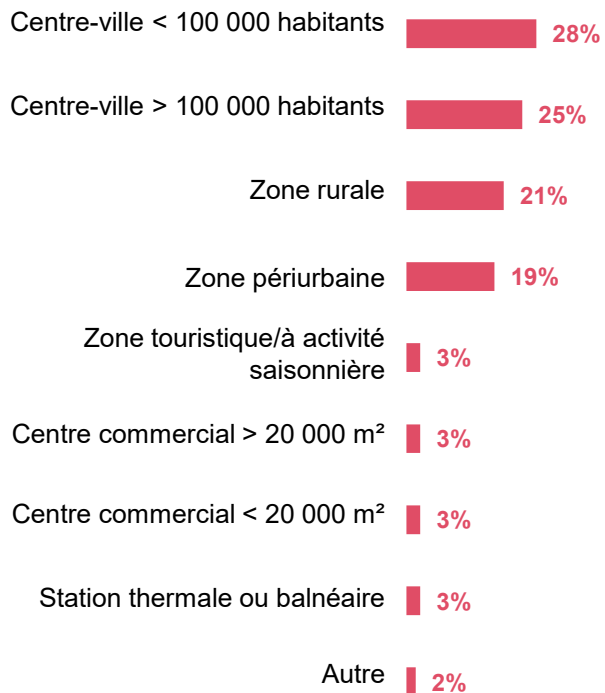 Centre-ville < 100 000 habitants 28%
Centre-ville > 100 000 habitants 25%
Zone rurale 21%
Zone périurbaine 19%
Zone touristique/à activité
saisonnière 3%
Centre commercial > 20 000 m² 3%
Centre commercial < 20 000 m² 3%
Station thermale ou balnéaire 3%
Autre 2%